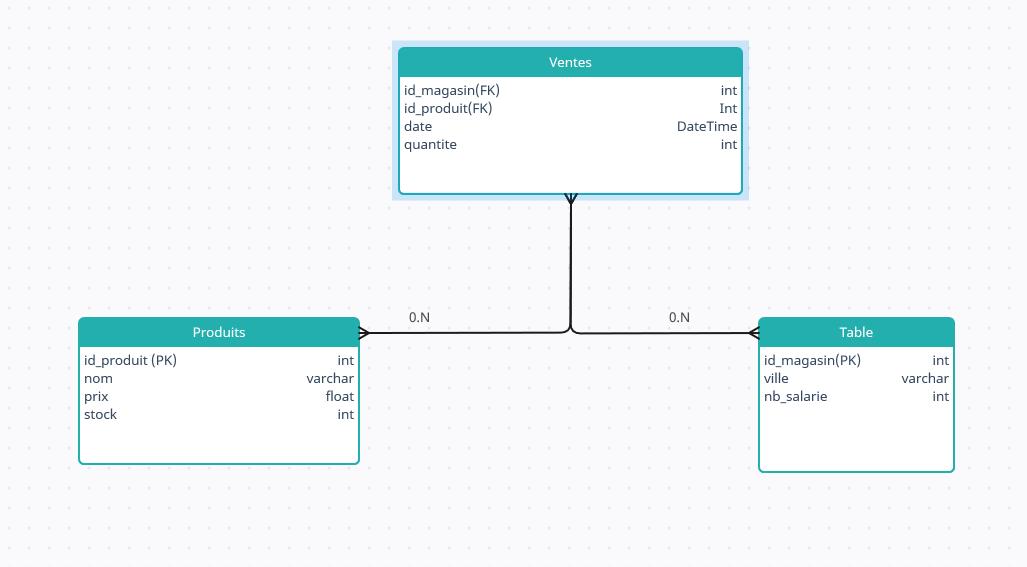 Ventes
id_magasin(FK) int
id_produit(FK) Int
date DateTime
quantite int
0.N 0.N
Produits
id_produit (PK) int
nom varchar
prix float
stock int
Table
id_magasin(PK) int
ville varchar
nb_salarie int